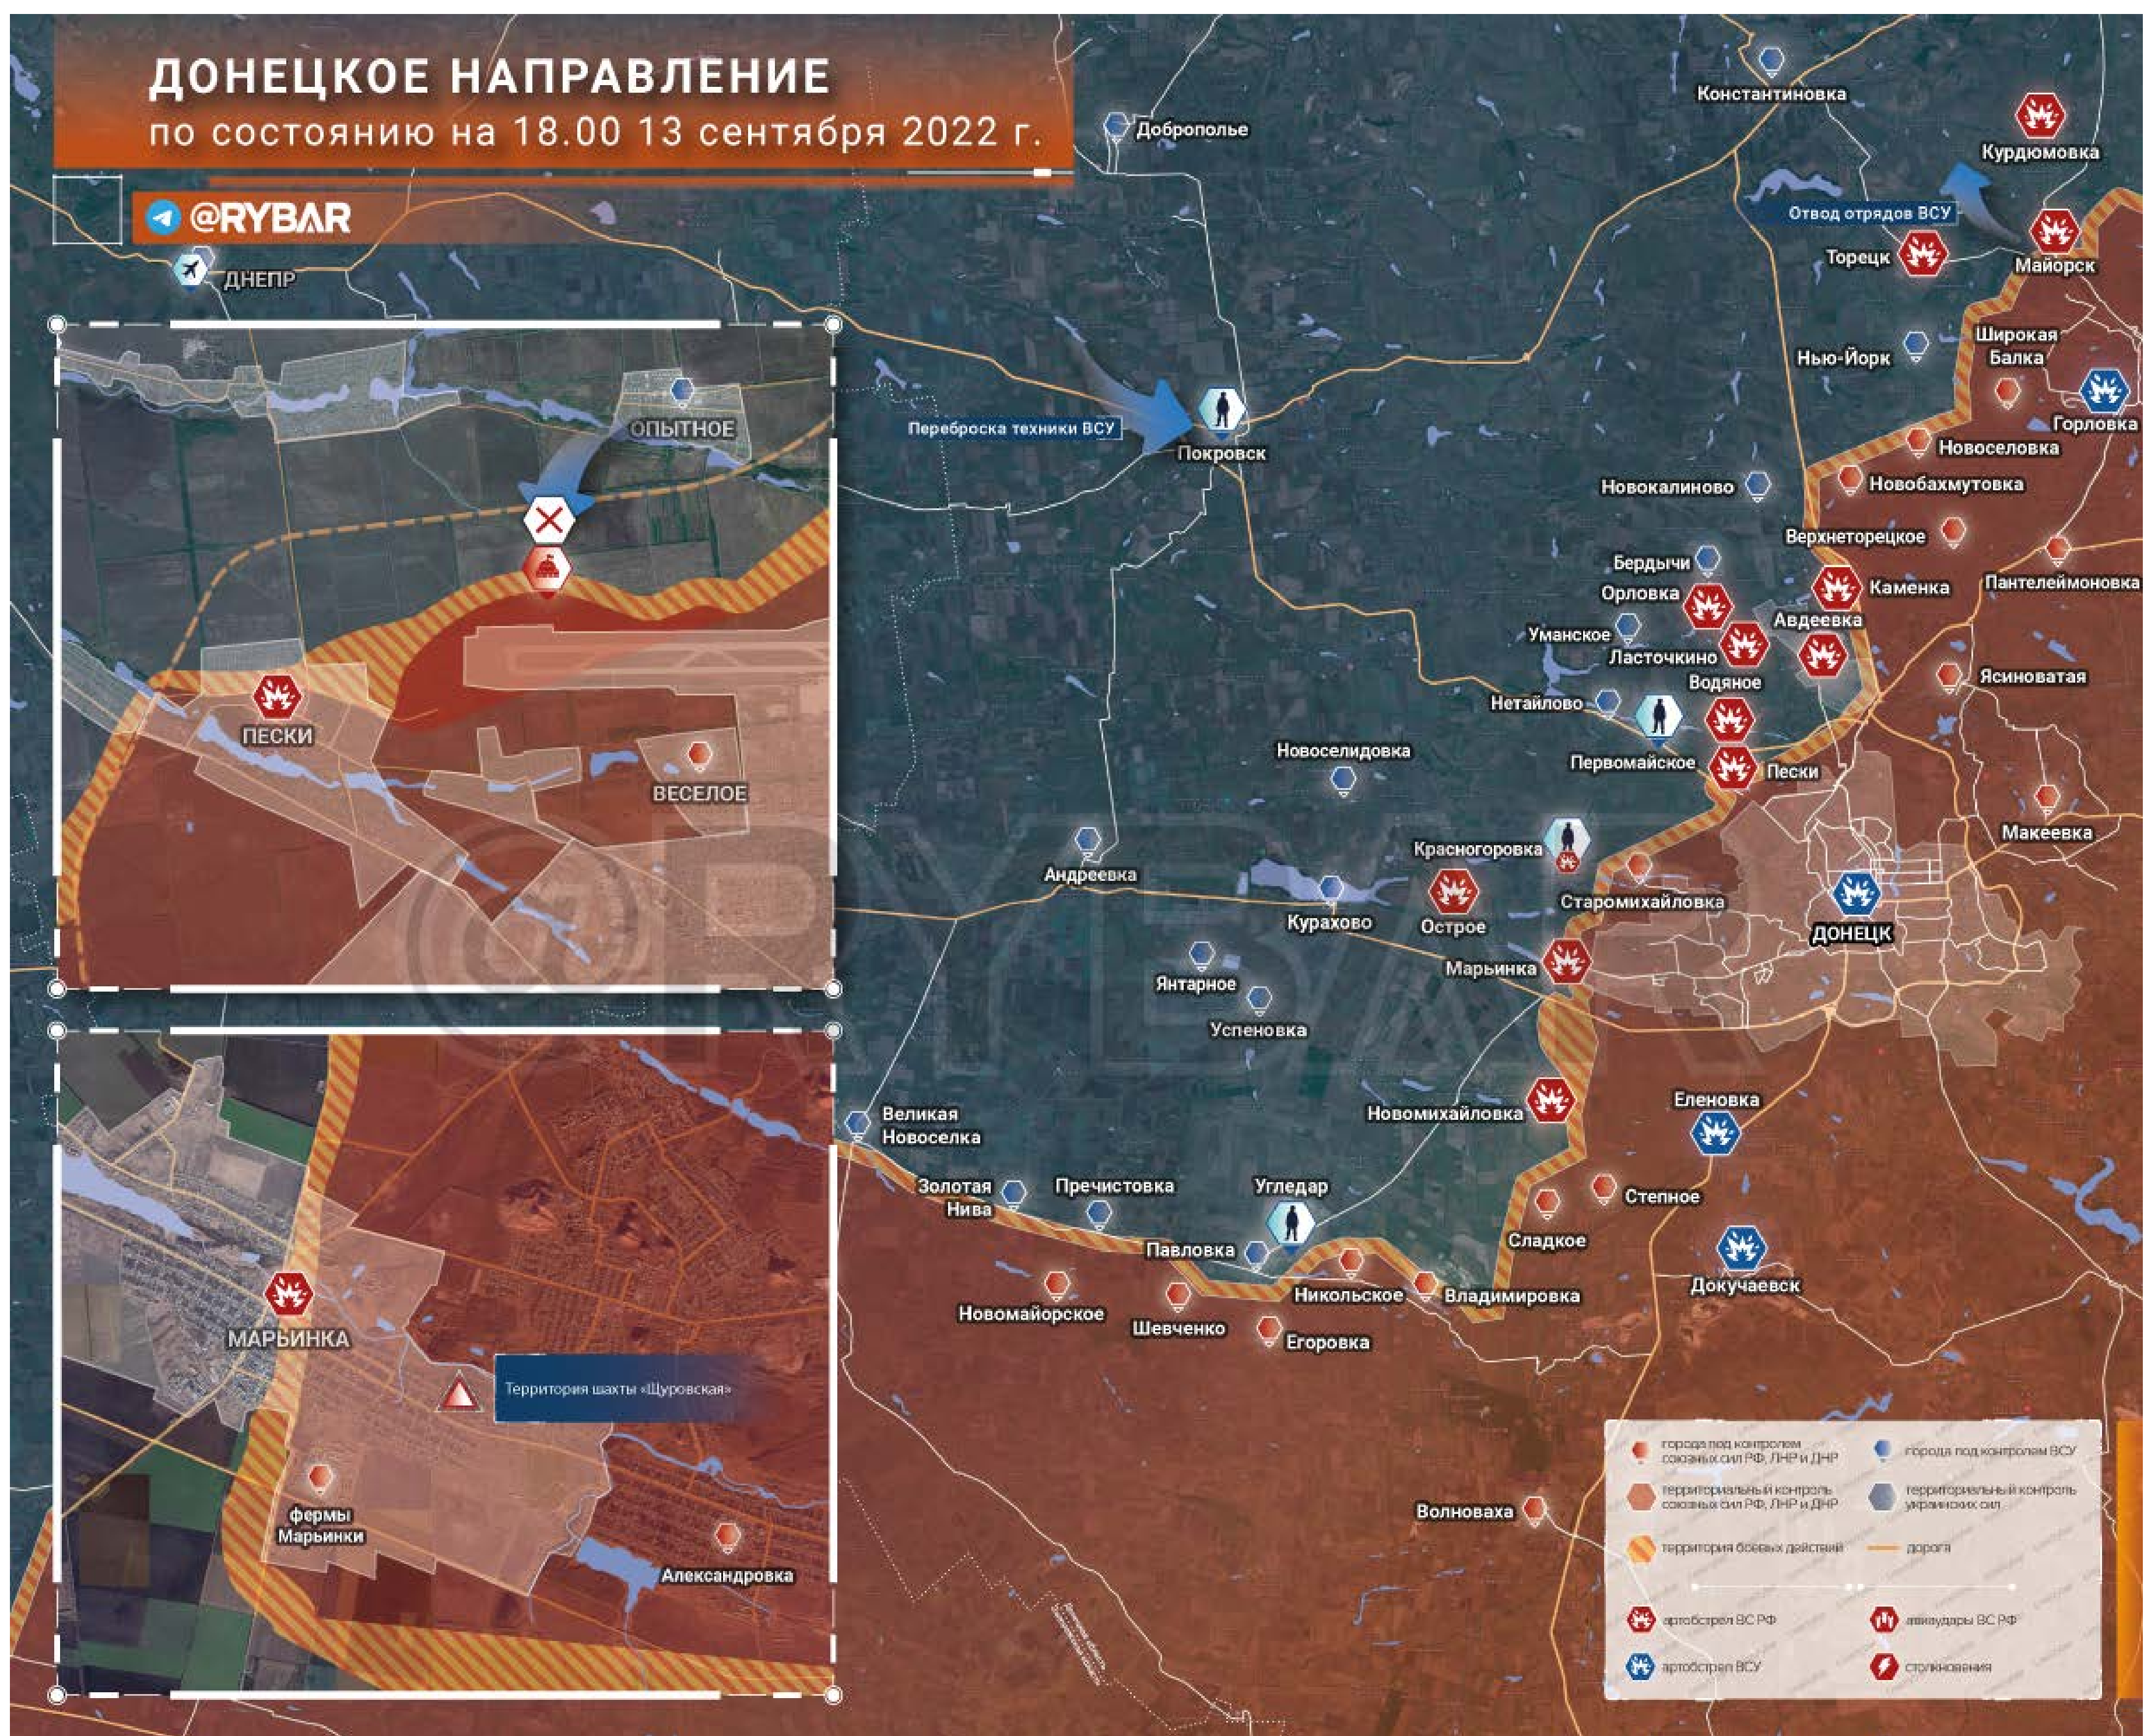 ДОНЕЦКОЕ НАПРАВЛЕНИЕ
по состоянию на 18.00 13 сентября 2022 г.
@RYBAR
ДНЕПР
Доброполье
Константиновка
Курдюмовка
Отвод отрядов ВСУ
Торецк
Майорск
Нью-Йорк
Широкая
Балка
Горловка
Переброска техники ВСУ
Покровск
Новоселовка
Новобахмутовка
Новокалиново
Верхнеторецкое
Пантелеймоновка
Бердычи
Орловка
Каменка
Авдеевка
Уманское
Ласточкино
Водяное
Ясиноватая
Нетайлово
Первомайское
Пески
Новоселидовка
Макеевка
Красногоровка
Андреевка
Старомихайловка
Курахово
Острое
ДОНЕЦК
Марьинка
Янтарное
Успеновка
Новомихайловка
Еленовка
Великая
Новоселка
Золотая
Нива
Пречистовка
Угледар
Степное
Сладкое
Павловка
Никольское
Владимировка
Докучаевск
Новомайорское
Шевченко
Егоровка
Волноваха
ОПЫТНОЕ
ПЕСКИ
ВЕСЕЛОЕ
МАРЬИНКА
Территория шахты «Щуровская»
фермы
Марьинки
Александровка
@RYBAR
города под контролем
союзных сил РФ, ЛНР и ДНР
города под контролем ВСУ
территориальный контроль
союзных сил РФ, ЛНР и ДНР
территориальный контроль
украинских сил
территория боевых действий
дорога
артобстрел ВС РФ
авиаудары ВС РФ
артобстрел ВСУ
столкновения